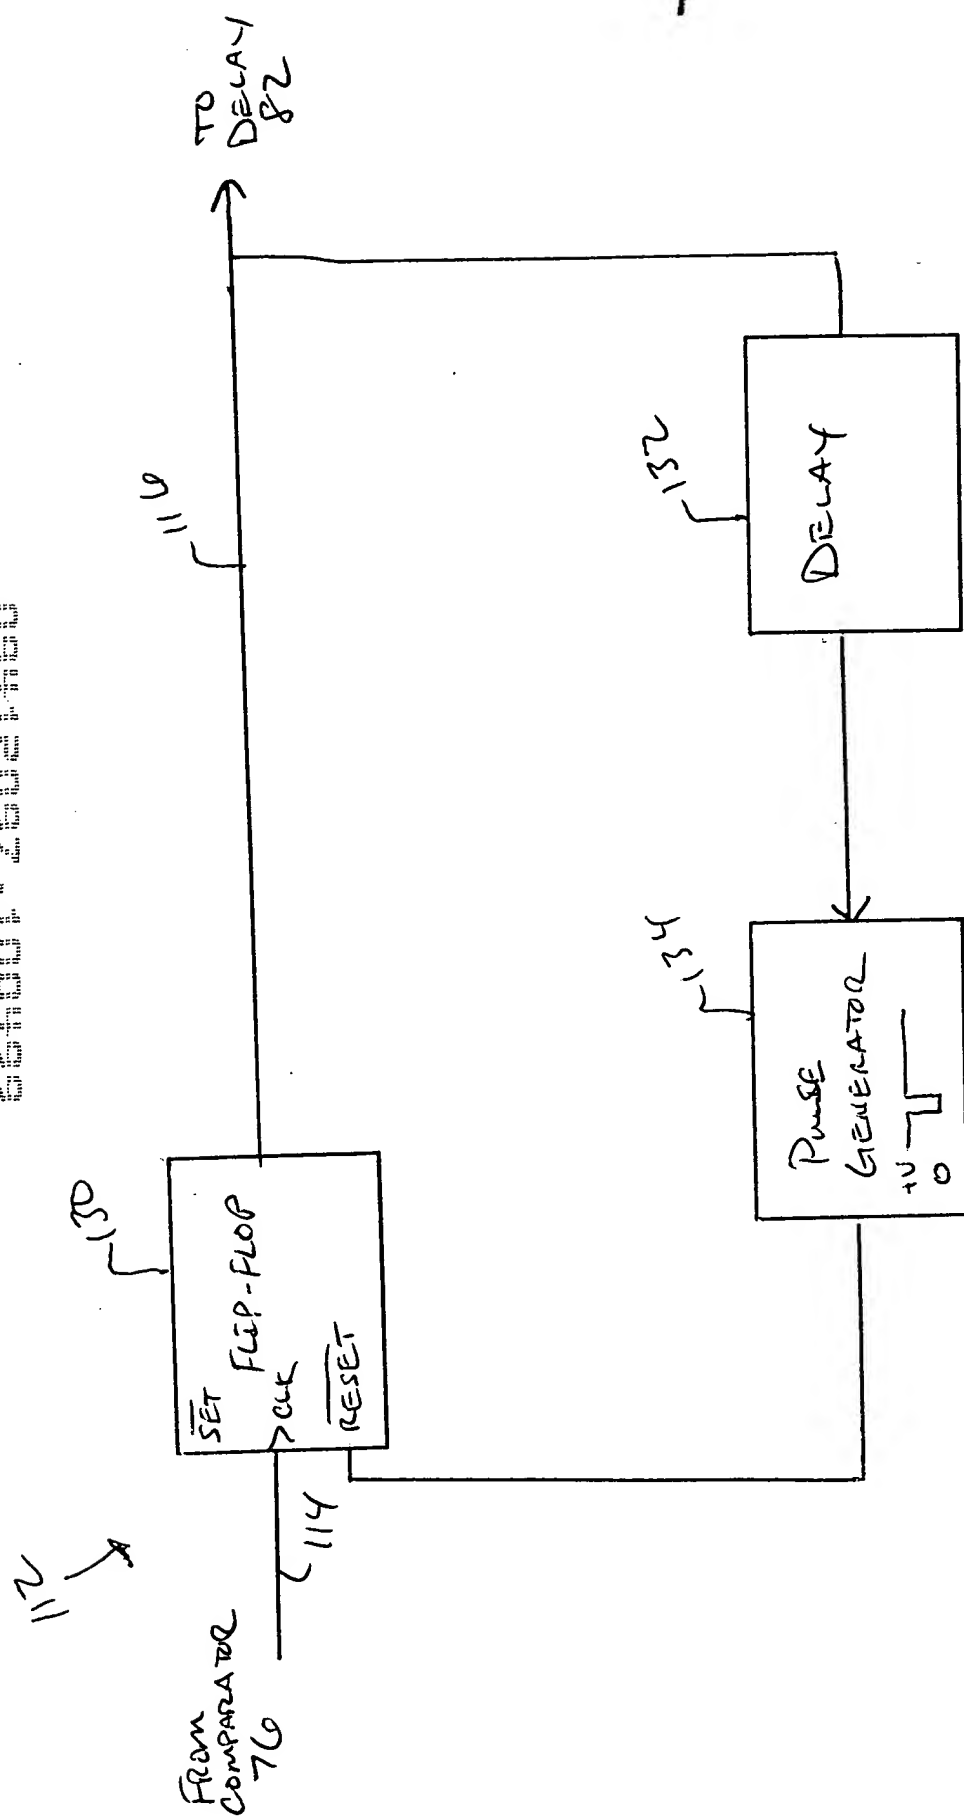 112
FROM
COMPARATOR
76
114
130
SET
FLIP-FLOP
CLK
RESET
116
TO
DELAY
82
134
PULSE
GENERATOR
+V
0
132
DELAY